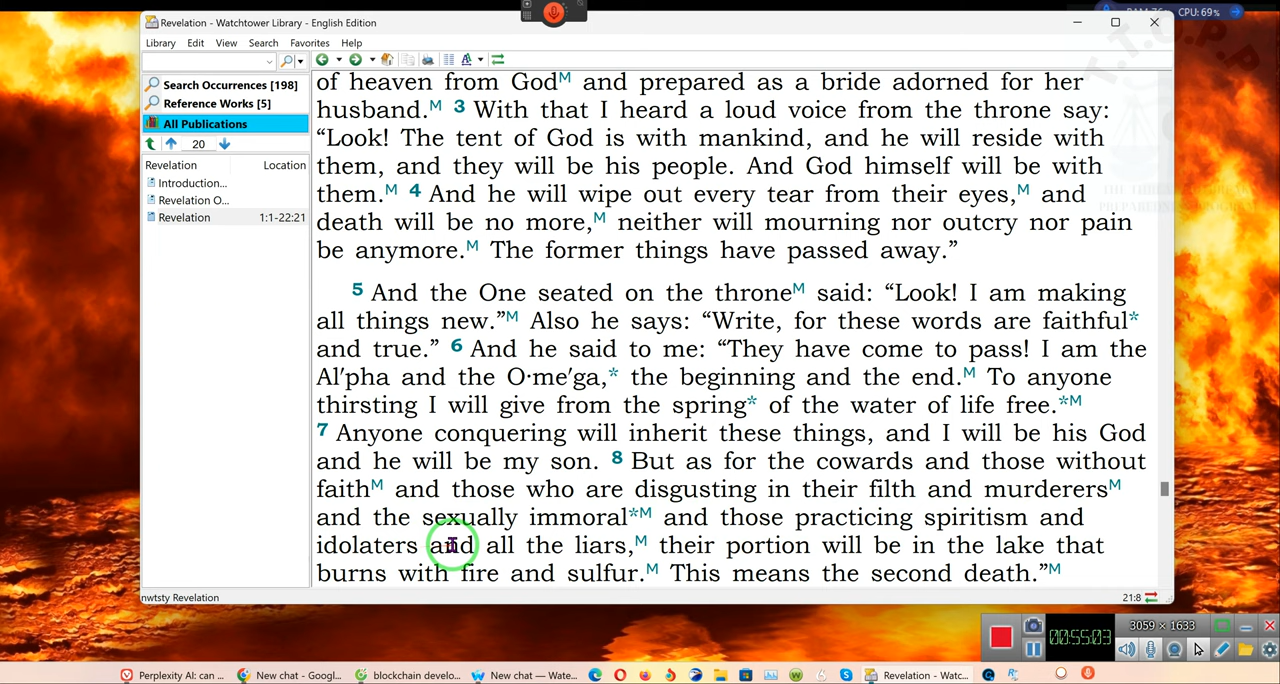 Revelation - Watchtower Library - English Edition
CPU: 69%
Library Edit View Search Favorites Help
Search Occurrences [198]
Reference Works [5]
All Publications
20
Revelation Location
Introduction...
Revelation O...
Revelation 1:1-22:21
of heaven from Godᴹ and prepared as a bride adorned for her
husband.ᴹ 3 With that I heard a loud voice from the throne say:
“Look! The tent of God is with mankind, and he will reside with
them, and they will be his people. And God himself will be with
them.ᴹ 4 And he will wipe out every tear from their eyes,ᴹ and
death will be no more,ᴹ neither will mourning nor outcry nor pain
be anymore.ᴹ The former things have passed away.”
5 And the One seated on the throneᴹ said: “Look! I am making
all things new.”ᴹ Also he says: “Write, for these words are faithful*
and true.” 6 And he said to me: “They have come to pass! I am the
Alʹpha and the O·meʹga,* the beginning and the end.ᴹ To anyone
thirsting I will give from the spring* of the water of life free.*ᴹ
7 Anyone conquering will inherit these things, and I will be his God
and he will be my son. 8 But as for the cowards and those without
faithᴹ and those who are disgusting in their filth and murderersᴹ
and the sexually immoral*ᴹ and those practicing spiritism and
idolaters and all the liars,ᴹ their portion will be in the lake that
burns with fire and sulfur.ᴹ This means the second death.”ᴹ
nwtsty Revelation
21:8
T.T.G.P.P
3059 × 1633
00:55:03
Perplexity AI: can ...
New chat - Googl...
blockchain develo...
New chat — Wate...
Revelation - Watc...